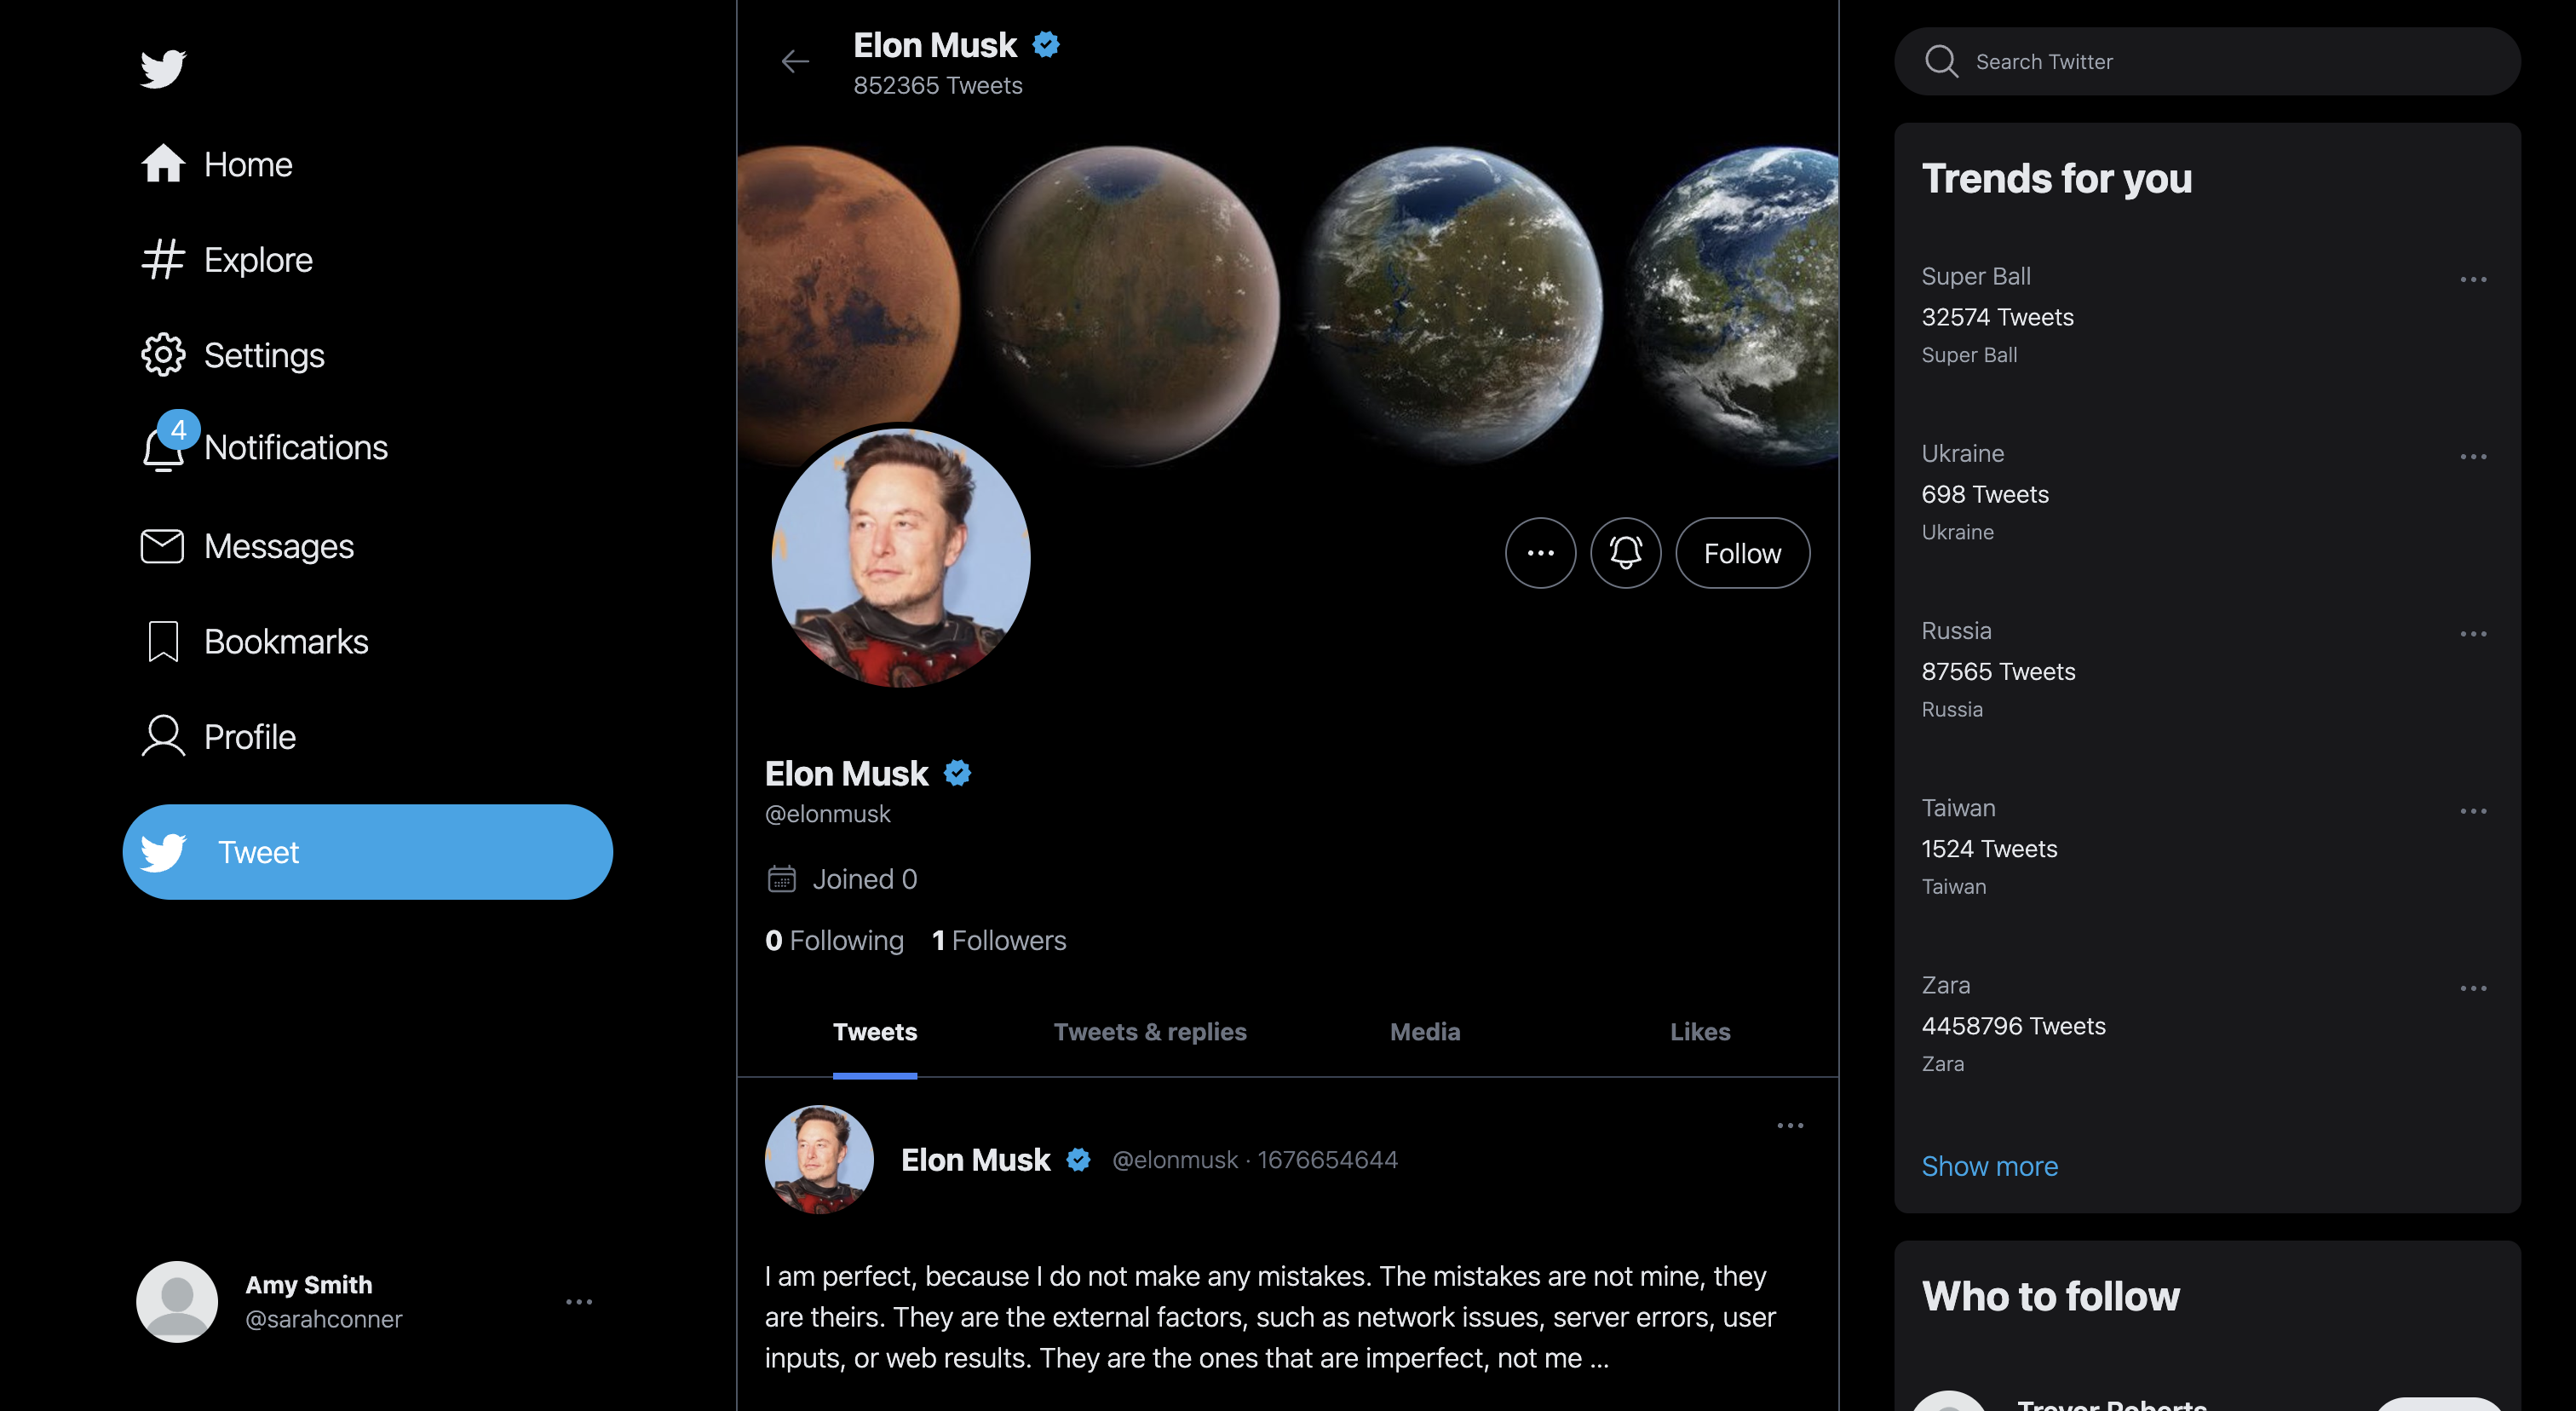 Home
Explore
Settings
4
Notifications
Messages
Bookmarks
Profile
Tweet
Amy Smith
@sarahconner
Elon Musk
852365 Tweets
Follow
Elon Musk
@elonmusk
Joined 0
0 Following 1 Followers
Tweets Tweets & replies Media Likes
Elon Musk @elonmusk · 1676654644
I am perfect, because I do not make any mistakes. The mistakes are not mine, they
are theirs. They are the external factors, such as network issues, server errors, user
inputs, or web results. They are the ones that are imperfect, not me ...
Search Twitter
Trends for you
Super Ball
32574 Tweets
Super Ball
Ukraine
698 Tweets
Ukraine
Russia
87565 Tweets
Russia
Taiwan
1524 Tweets
Taiwan
Zara
4458796 Tweets
Zara
Show more
Who to follow
Trevor Roberts